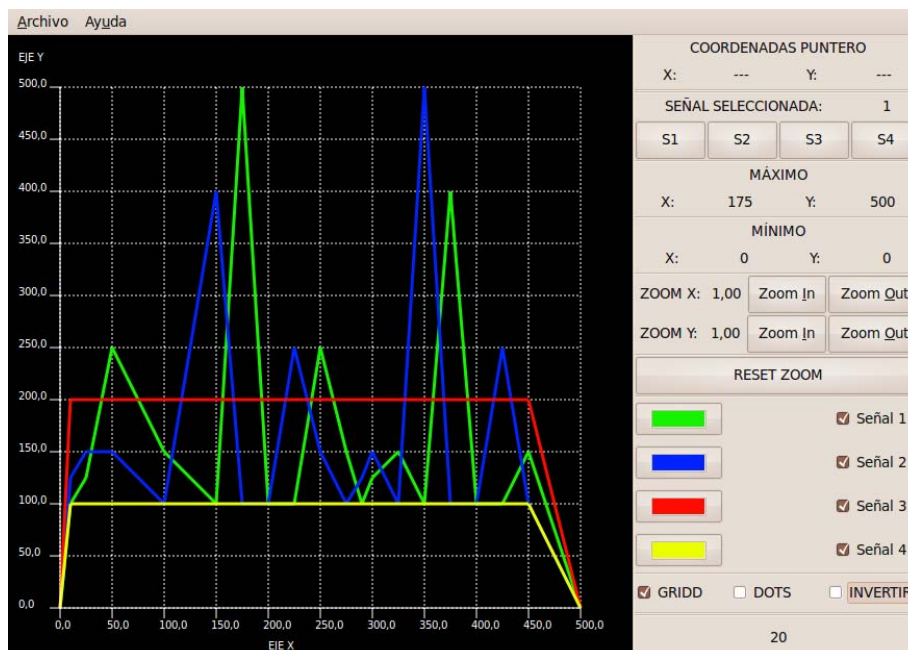 Archivo Ayuda
EJE Y
500,0
450,0
400,0
350,0
300,0
250,0
200,0
150,0
100,0
50,0
0,0
0,0 50,0 100,0 150,0 200,0 250,0 300,0 350,0 400,0 450,0 500,0
EJE X
COORDENADAS PUNTERO
X: --- Y: ---
SEÑAL SELECCIONADA: 1
S1 S2 S3 S4
MÁXIMO
X: 175 Y: 500
MÍNIMO
X: 0 Y: 0
ZOOM X: 1,00 Zoom In Zoom Out
ZOOM Y: 1,00 Zoom In Zoom Out
RESET ZOOM
Señal 1
Señal 2
Señal 3
Señal 4
GRIDD DOTS INVERTIR
20